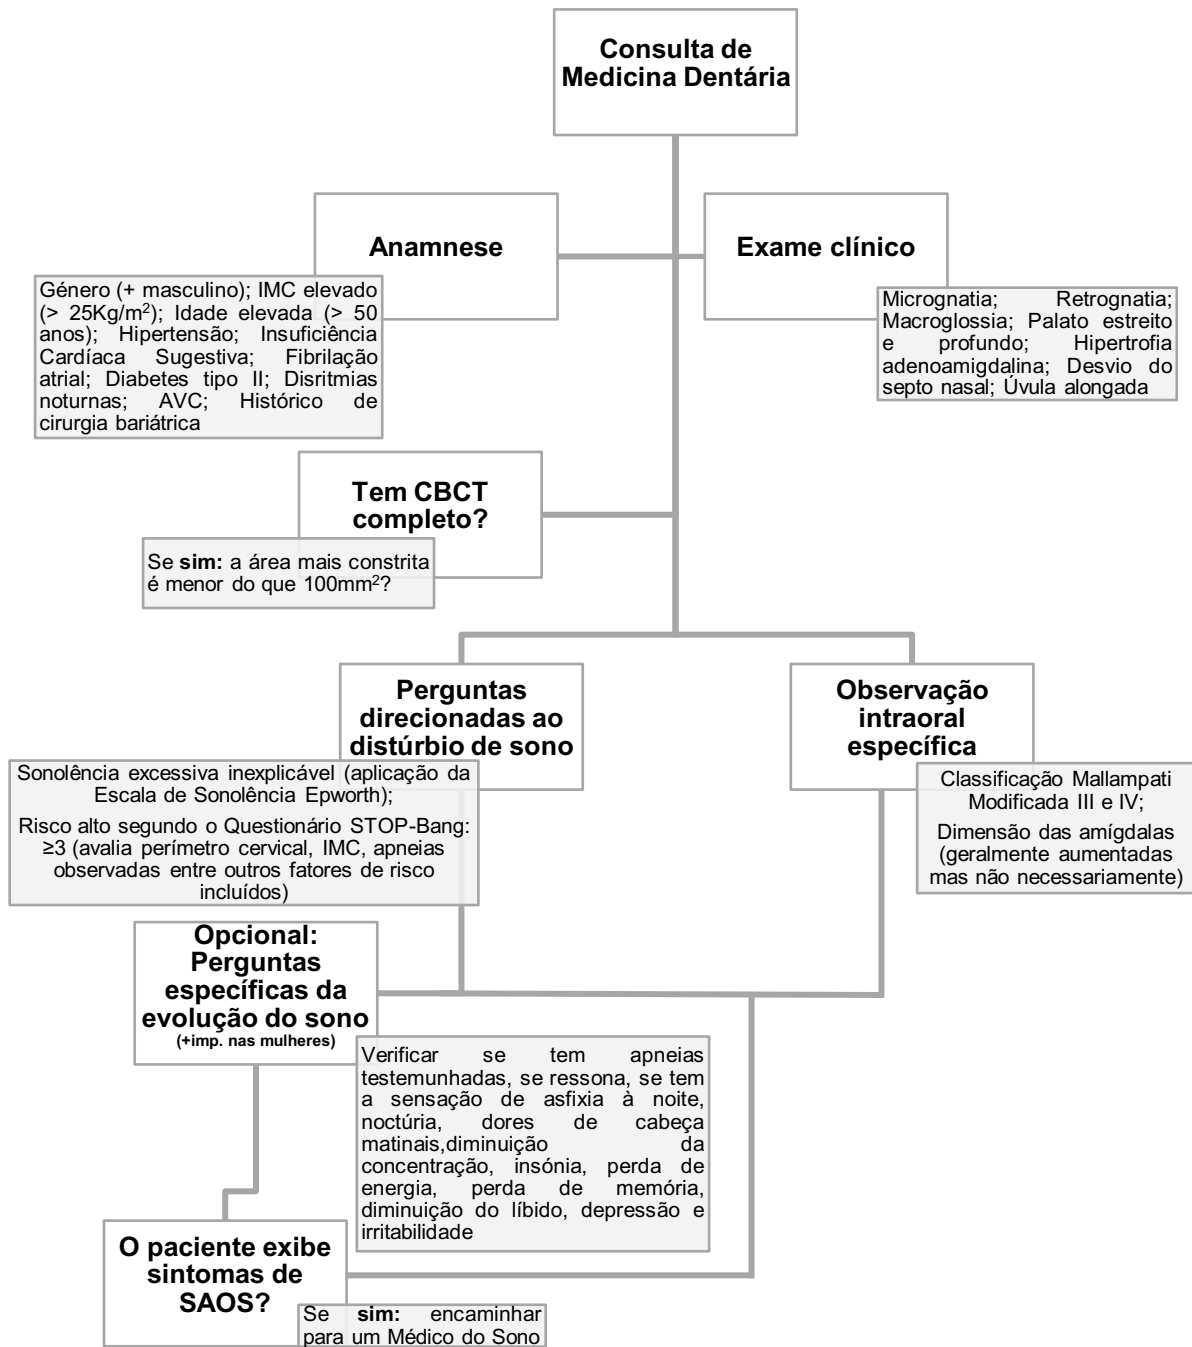 Consulta de
Medicina Dentária
Anamnese
Género (+ masculino); IMC elevado
(> 25Kg/m²); Idade elevada (> 50
anos); Hipertensão; Insuficiência
Cardíaca Sugestiva; Fibrilação
atrial; Diabetes tipo II; Disritmias
noturnas; AVC; Histórico de
cirurgia bariátrica
Exame clínico
Micrognatia; Retrognatia;
Macroglossia; Palato estreito
e profundo; Hipertrofia
adenoamigdalina; Desvio do
septo nasal; Úvula alongada
Tem CBCT
completo?
Se sim: a área mais constrita
é menor do que 100mm²?
Perguntas
direcionadas ao
distúrbio de sono
Sonolência excessiva inexplicável (aplicação da
Escala de Sonolência Epworth);
Risco alto segundo o Questionário STOP-Bang:
≥3 (avalia perímetro cervical, IMC, apneias
observadas entre outros fatores de risco
incluídos)
Observação
intraoral
específica
Classificação Mallampati
Modificada III e IV;
Dimensão das amígdalas
(geralmente aumentadas
mas não necessariamente)
Opcional:
Perguntas
específicas da
evolução do sono
(+imp. nas mulheres)
Verificar se tem apneias
testemunhadas, se ressona, se tem
a sensação de asfixia à noite,
noctúria, dores de cabeça
matinais,diminuição da
concentração, insónia, perda de
energia, perda de memória,
diminuição do líbido, depressão e
irritabilidade
O paciente exibe
sintomas de
SAOS?
Se sim: encaminhar
para um Médico do Sono